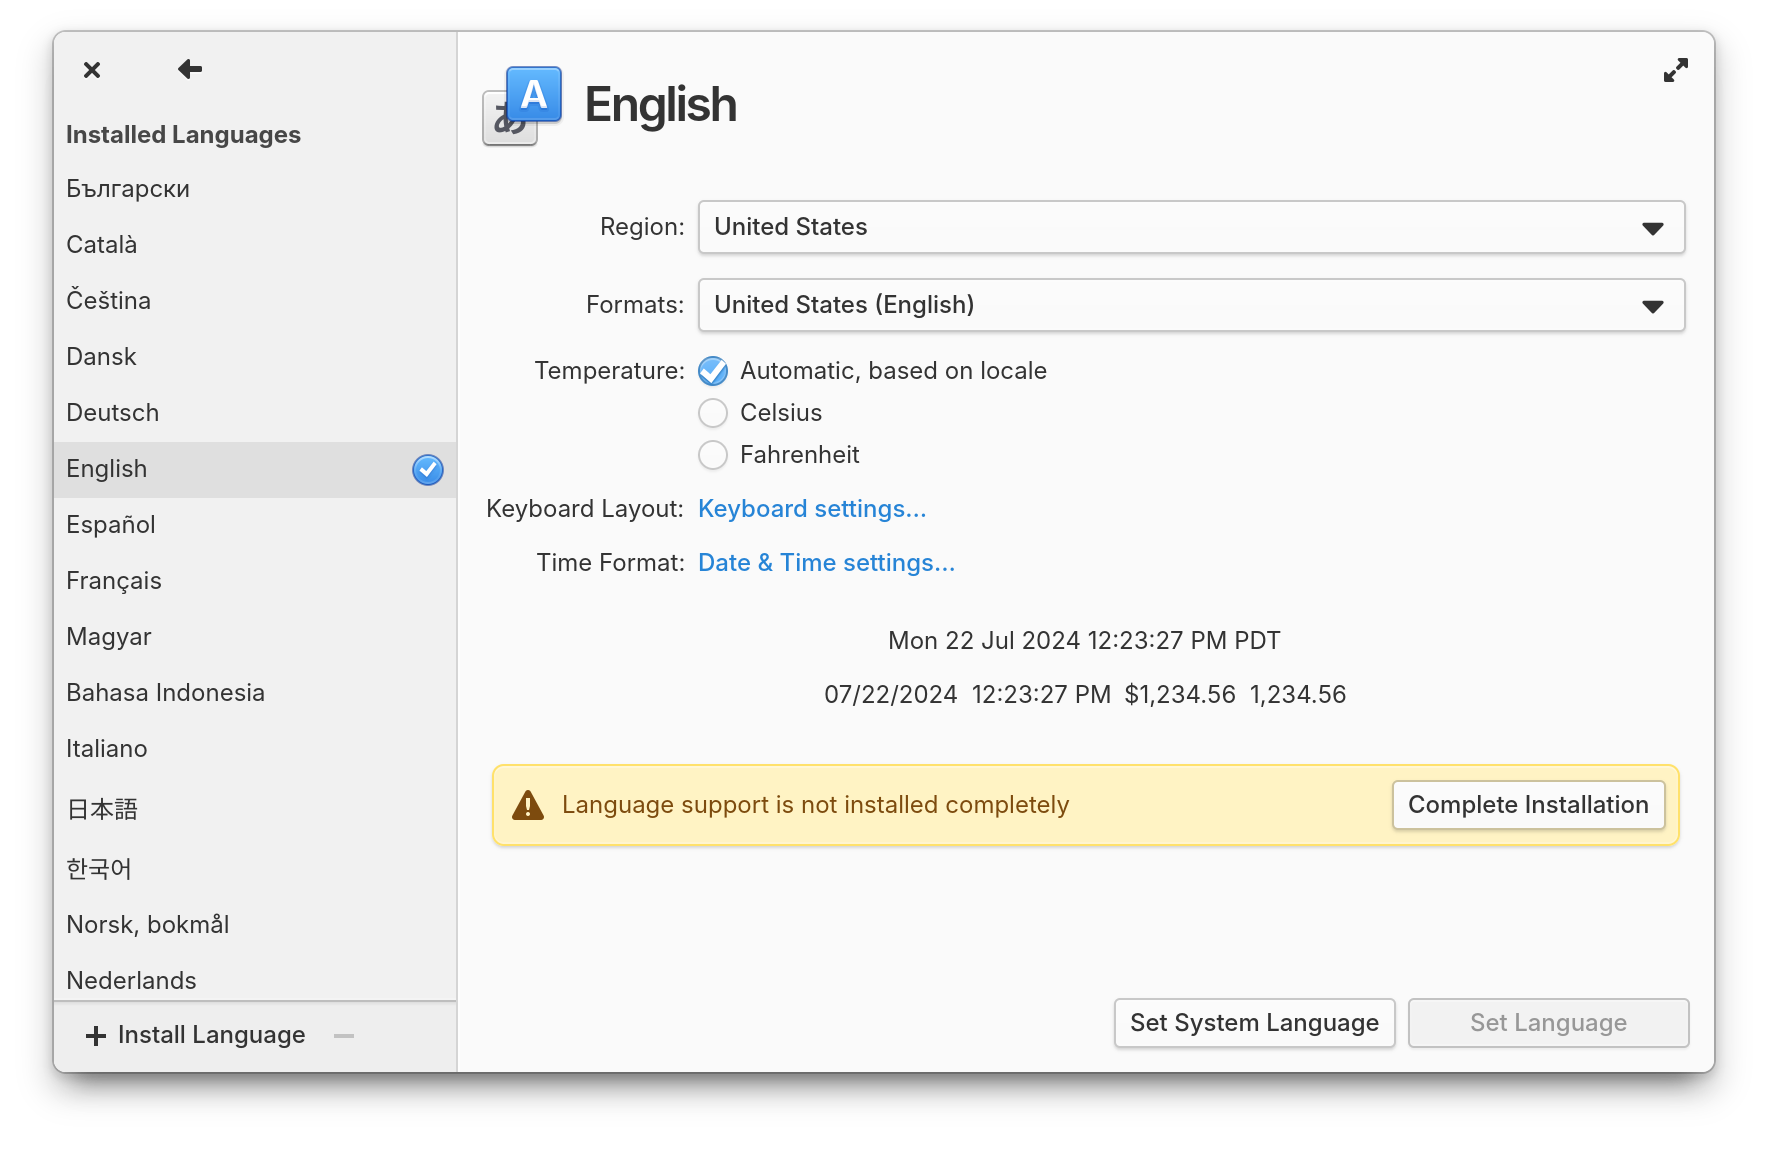 Installed Languages
Български
Català
Čeština
Dansk
Deutsch
English
Español
Français
Magyar
Bahasa Indonesia
Italiano
日本語
한국어
Norsk, bokmål
Nederlands
Install Language
あ A English
Region: United States
Formats: United States (English)
Temperature: Automatic, based on locale
Celsius
Fahrenheit
Keyboard Layout: Keyboard settings...
Time Format: Date & Time settings...
Mon 22 Jul 2024 12:23:27 PM PDT
07/22/2024 12:23:27 PM $1,234.56 1,234.56
Language support is not installed completely Complete Installation
Set System Language Set Language